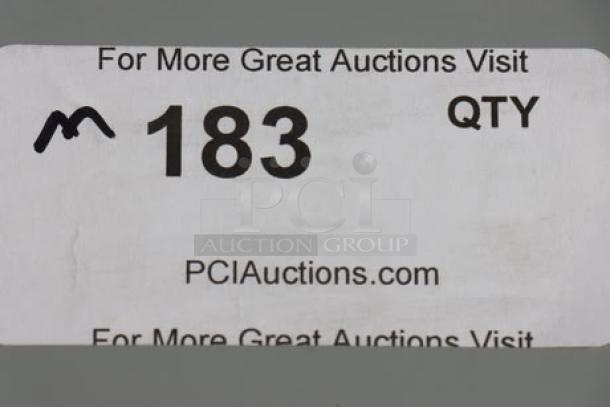 For More Great Auctions Visit
M 183 QTY
PCI
AUCTION GROUP
PCIAuctions.com
For More Great Auctions Visit